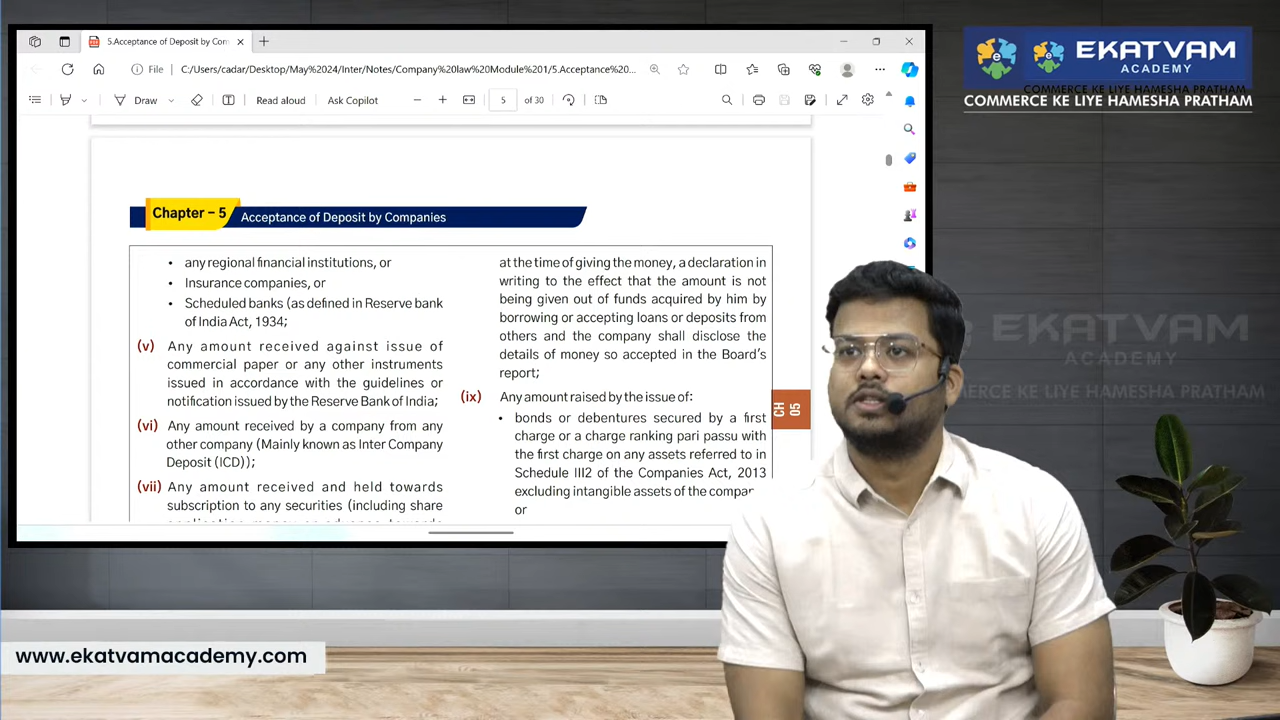 5.Acceptance of Deposit by Com
File
C:/Users/cadar/Desktop/May%2024/Inter/Notes/Company%20law%20Module%201/5.Acceptance%20...
Draw
Read aloud
Ask Copilot
5
of 30
EKATVAM
ACADEMY
COMMERCE KE LIYE HAMESHA PRATHAM
Chapter – 5
Acceptance of Deposit by Companies
• any regional financial institutions, or
• Insurance companies, or
• Scheduled banks (as defined in Reserve bank
of India Act, 1934;
(v) Any amount received against issue of
commercial paper or any other instruments
issued in accordance with the guidelines or
notification issued by the Reserve Bank of India;
(vi) Any amount received by a company from any
other company (Mainly known as Inter Company
Deposit (ICD));
(vii) Any amount received and held towards
subscription to any securities (including share
at the time of giving the money, a declaration in
writing to the effect that the amount is not
being given out of funds acquired by him by
borrowing or accepting loans or deposits from
others and the company shall disclose the
details of money so accepted in the Board's
report;
(ix) Any amount raised by the issue of:
• bonds or debentures secured by a first
charge or a charge ranking pari passu with
the first charge on any assets referred to in
Schedule III2 of the Companies Act, 2013
excluding intangible assets of the
or
CH
05
EKATVAM
ACADEMY
KE LIYE HAMESHA PRATHAM
www.ekatvamacademy.com